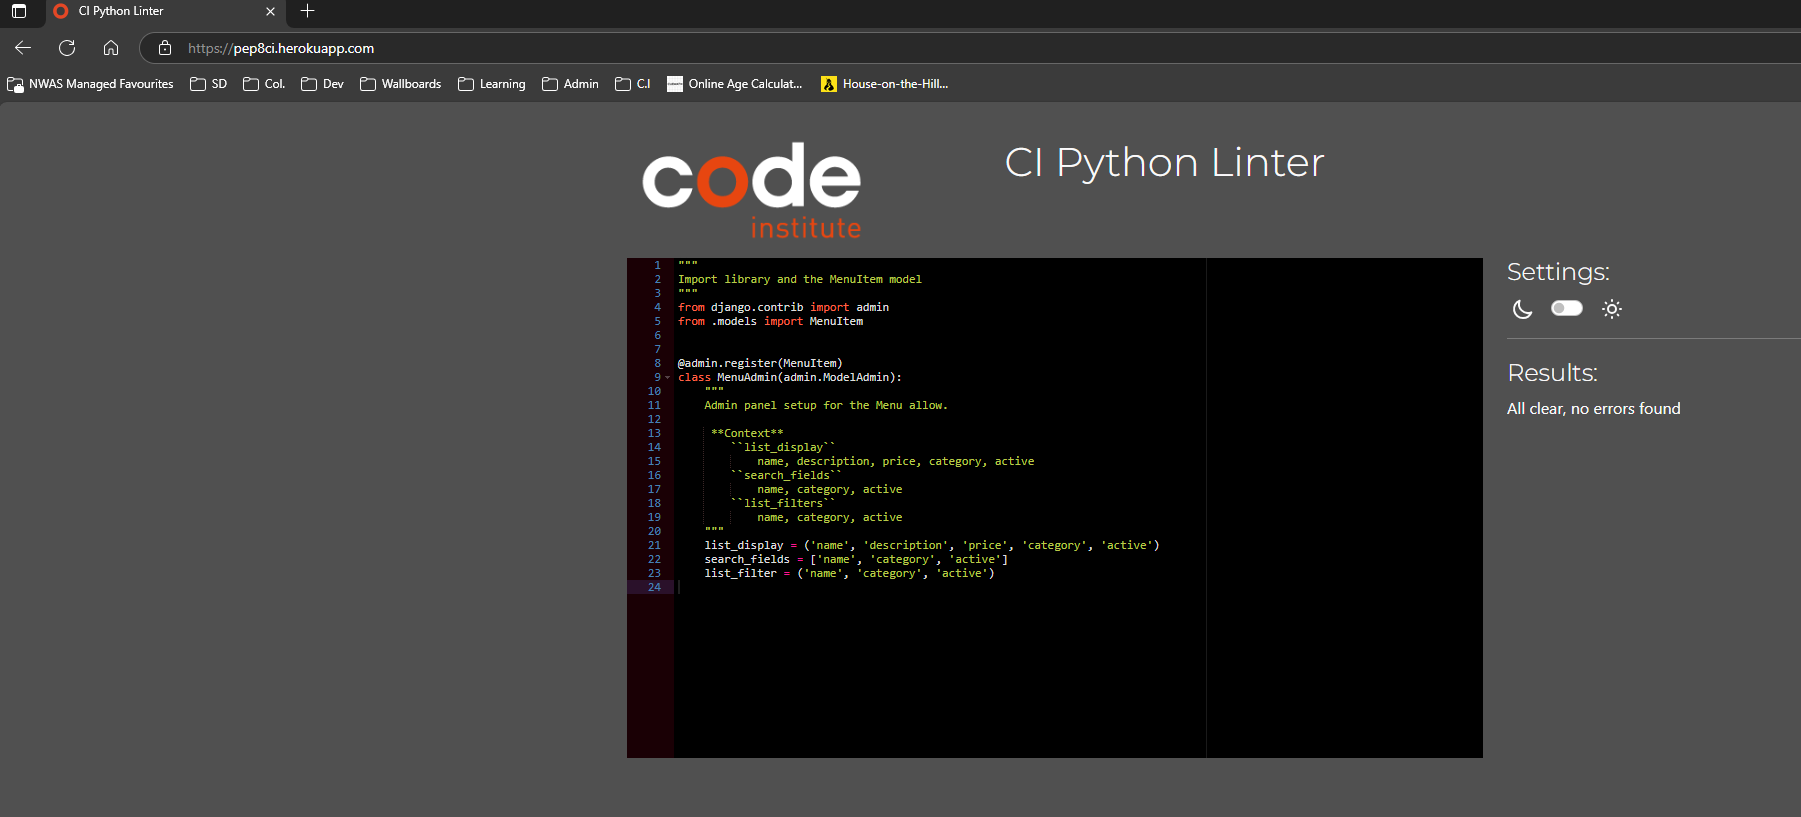 CI Python Linter
https://pep8ci.herokuapp.com
NWAS Managed Favourites SD Col. Dev Wallboards Learning Admin C.I Online Age Calculat... House-on-the-Hill...
code
institute
CI Python Linter
1 """
2 Import library and the MenuItem model
3 """
4 from django.contrib import admin
5 from .models import MenuItem
6
7
8 @admin.register(MenuItem)
9 class MenuAdmin(admin.ModelAdmin):
10 """
11 Admin panel setup for the Menu allow.
12
13 **Context**
14 ``list_display``
15 name, description, price, category, active
16 ``search_fields``
17 name, category, active
18 ``list_filters``
19 name, category, active
20 """
21 list_display = ('name', 'description', 'price', 'category', 'active')
22 search_fields = ['name', 'category', 'active']
23 list_filter = ('name', 'category', 'active')
24
Settings:
Results:
All clear, no errors found